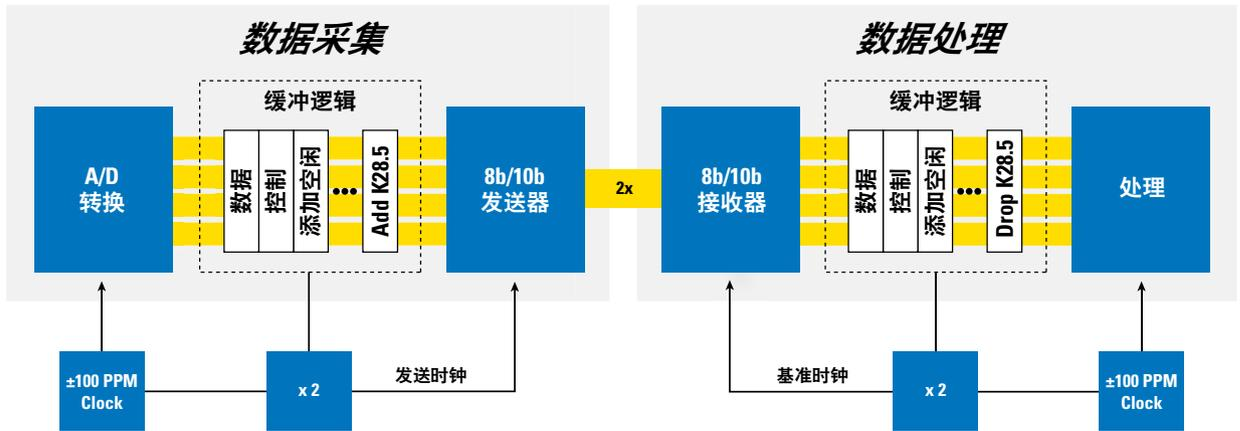 数据采集
数据处理
缓冲逻辑
A/D
转换
数据
控制
添加空闲
•••
Add K28.5
8b/10b
发送器
2x
8b/10b
接收器
缓冲逻辑
数据
控制
添加空闲
•••
Drop K28.5
处理
±100 PPM
Clock
x 2
发送时钟
基准时钟
x 2
±100 PPM
Clock